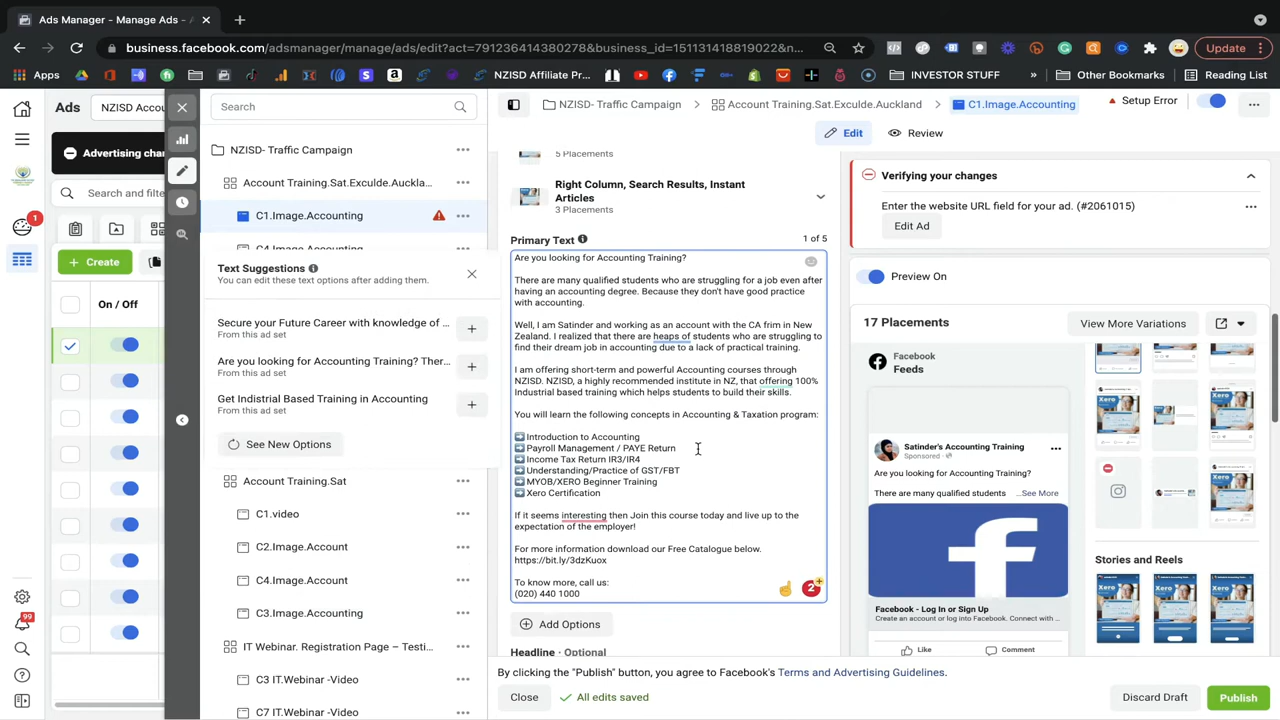 business.facebook.com/adsmanager/manage/ads/edit?act=791236414380278&business_id=151131418819022&n...
Update
Apps
NZISD Affiliate Pr...
INVESTOR STUFF
»
Other Bookmarks
Reading List
Ads
NZISD Accou
Advertising chan
Search and filte
1
Create
On / Off
99
Search
NZISD- Traffic Campaign
Account Training.Sat.Exculde.Auckla...
C1.Image.Accounting
C4.Image.Accounting
Text Suggestions
You can edit these text options after adding them.
Secure your Future Career with knowledge of ...
From this ad set
Are you looking for Accounting Training? Ther...
From this ad set
Get Indistrial Based Training in Accounting
From this ad set
See New Options
Account Training.Sat
C1.video
C2.Image.Account
C4.Image.Account
C3.Image.Accounting
IT Webinar. Registration Page – Testi...
C3 IT.Webinar -Video
C7 IT.Webinar -Video
NZISD- Traffic Campaign
Account Training.Sat.Exculde.Auckland
C1.Image.Accounting
Setup Error
Edit
Review
5 Placements
Right Column, Search Results, Instant
Articles
3 Placements
Primary Text
1 of 5
Are you looking for Accounting Training?
There are many qualified students who are struggling for a job even after
having an accounting degree. Because they don't have good practice
with accounting.
Well, I am Satinder and working as an account with the CA frim in New
Zealand. I realized that there are heaps of students who are struggling to
find their dream job in accounting due to a lack of practical training.
I am offering short-term and powerful Accounting courses through
NZISD. NZISD, a highly recommended institute in NZ, that offering 100%
industrial based training which helps students to build their skills.
You will learn the following concepts in Accounting & Taxation program:
➡️ Introduction to Accounting
➡️ Payroll Management / PAYE Return
➡️ Income Tax Return IR3/IR4
➡️ Understanding/Practice of GST/FBT
➡️ MYOB/XERO Beginner Training
➡️ Xero Certification
If it seems interesting then Join this course today and live up to the
expectation of the employer!
For more information download our Free Catalogue below.
https://bit.ly/3dzKuox
To know more, call us:
(020) 440 1000
2
Add Options
Headline · Optional
By clicking the "Publish" button, you agree to Facebook's Terms and Advertising Guidelines.
Close
All edits saved
Discard Draft
Publish
Verifying your changes
Enter the website URL field for your ad. (#2061015)
Edit Ad
Preview On
17 Placements
View More Variations
Facebook
Feeds
Satinder's Accounting Training
Sponsored ·
Are you looking for Accounting Training?
There are many qualified students ...See More
Facebook - Log In or Sign Up
Create an account or log into Facebook. Connect with ...
Like
Comment
Stories and Reels